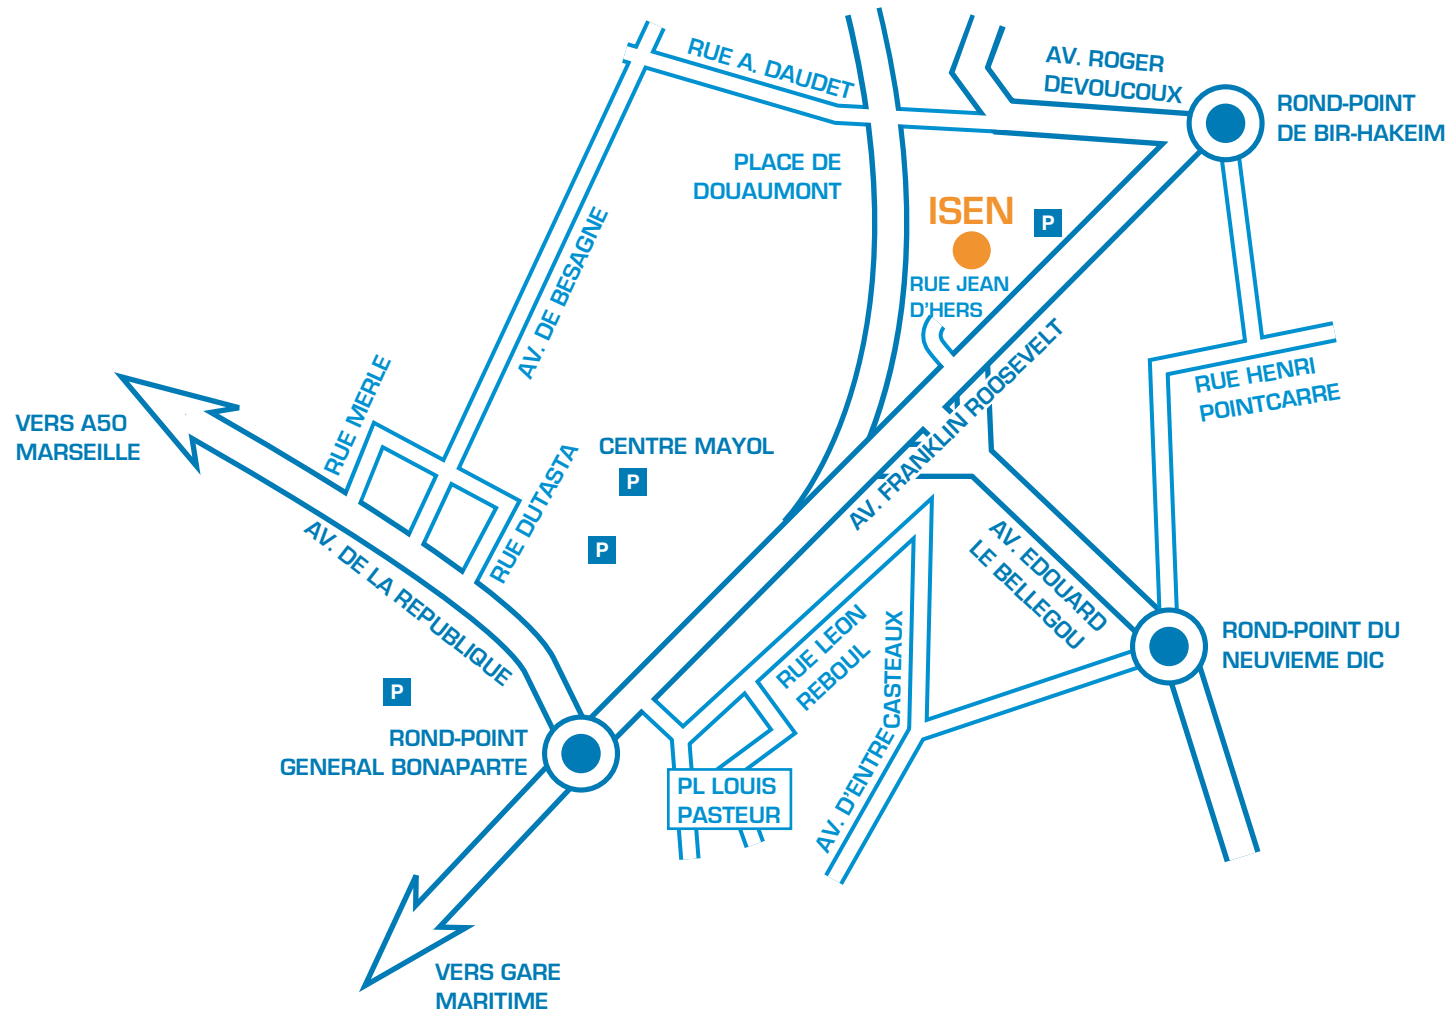 RUE A. DAUDET
AV. ROGER
DEVOUCOUX
ROND-POINT
DE BIR-HAKEIM
PLACE DE
DOUAUMONT
ISEN
P
RUE JEAN
D'HERS
AV. DE BESAGNE
AV. FRANKLIN ROOSEVELT
RUE HENRI
POINTCARRE
VERS A50
MARSEILLE
RUE MERLE
CENTRE MAYOL
P
P
RUE DUTASTA
AV. DE LA REPUBLIQUE
AV. EDOUARD
LE BELLEGOU
RUE LEON
REBOUL
AV. D'ENTRECASTEAUX
ROND-POINT DU
NEUVIEME DIC
P
ROND-POINT
GENERAL BONAPARTE
PL LOUIS
PASTEUR
VERS GARE
MARITIME